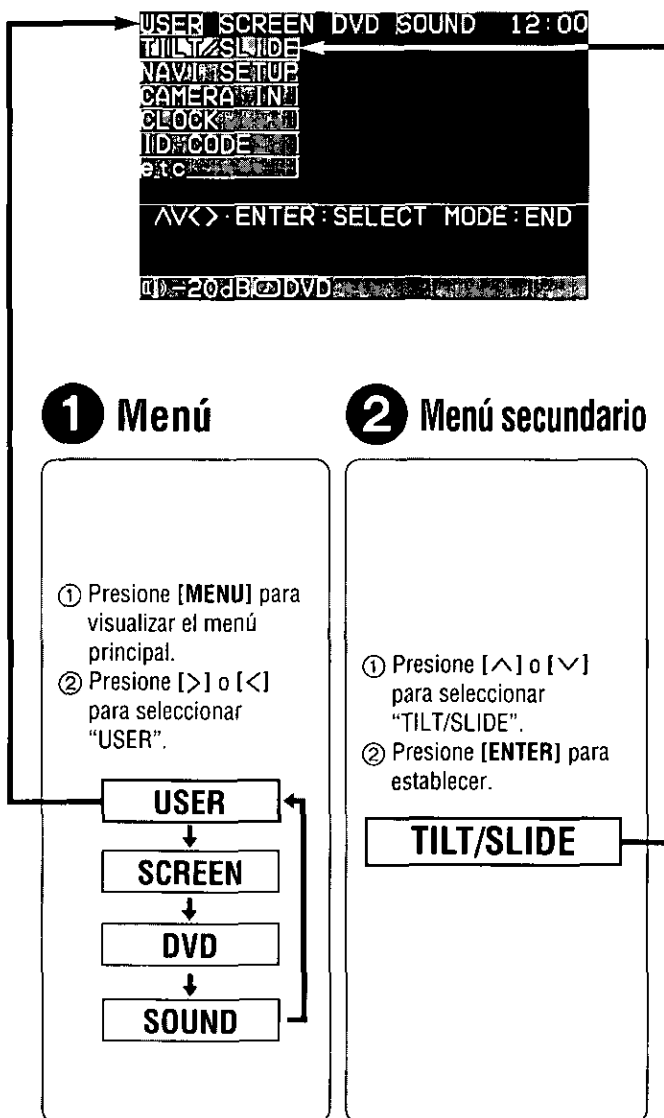 USER SCREEN DVD SOUND 12:00
TILT/SLIDE
NAVI SETUP
CAMERA IN
CLOCK
ID-CODE
etc
∧∨<>·ENTER:SELECT MODE:END
-20dB DVD
1 Menú
① Presione [MENU] para
visualizar el menú
principal.
② Presione [>] o [<]
para seleccionar
“USER”.
USER
SCREEN
DVD
SOUND
2 Menú secundario
① Presione [∧] o [∨]
para seleccionar
“TILT/SLIDE”.
② Presione [ENTER] para
establecer.
TILT/SLIDE